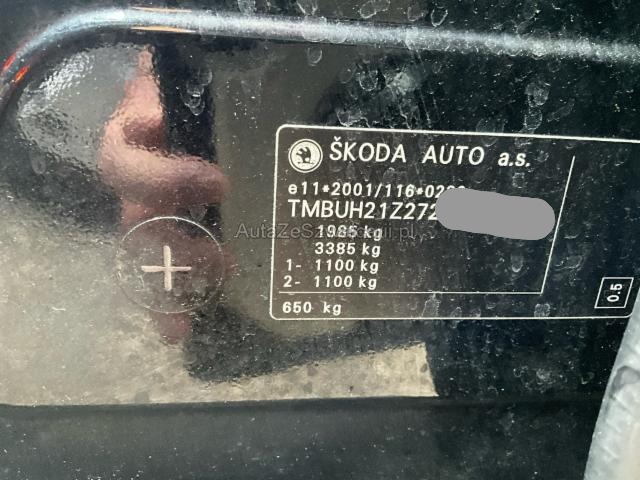 ŠKODA AUTO a.s.
e11*2001/116*0230
TMBUH21Z272
1985 kg
3385 kg
1- 1100 kg
2- 1100 kg
650 kg
0.5